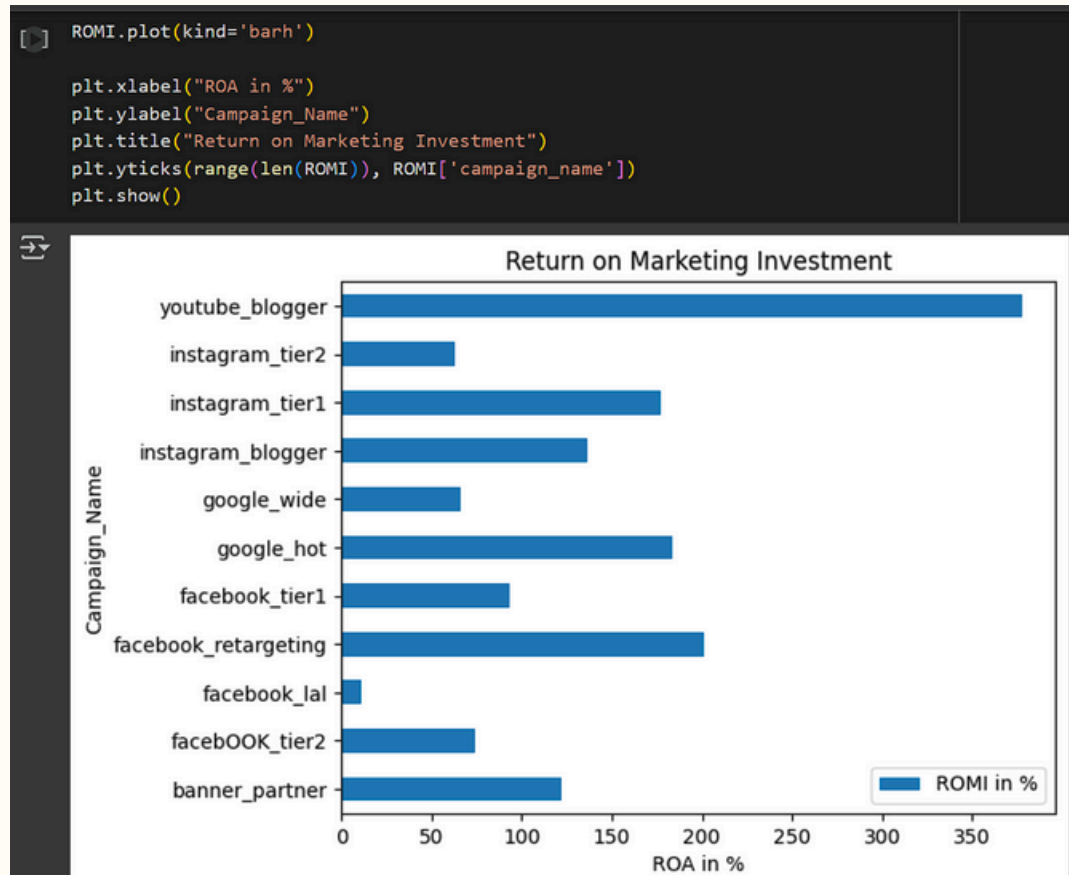 [ ] ROMI.plot(kind='barh')
plt.xlabel("ROA in %")
plt.ylabel("Campaign_Name")
plt.title("Return on Marketing Investment")
plt.yticks(range(len(ROMI)), ROMI['campaign_name'])
plt.show()
Return on Marketing Investment
Campaign_Name
youtube_blogger
instagram_tier2
instagram_tier1
instagram_blogger
google_wide
google_hot
facebook_tier1
facebook_retargeting
facebook_lal
facebOOK_tier2
banner_partner
ROMI in %
0 50 100 150 200 250 300 350
ROA in %